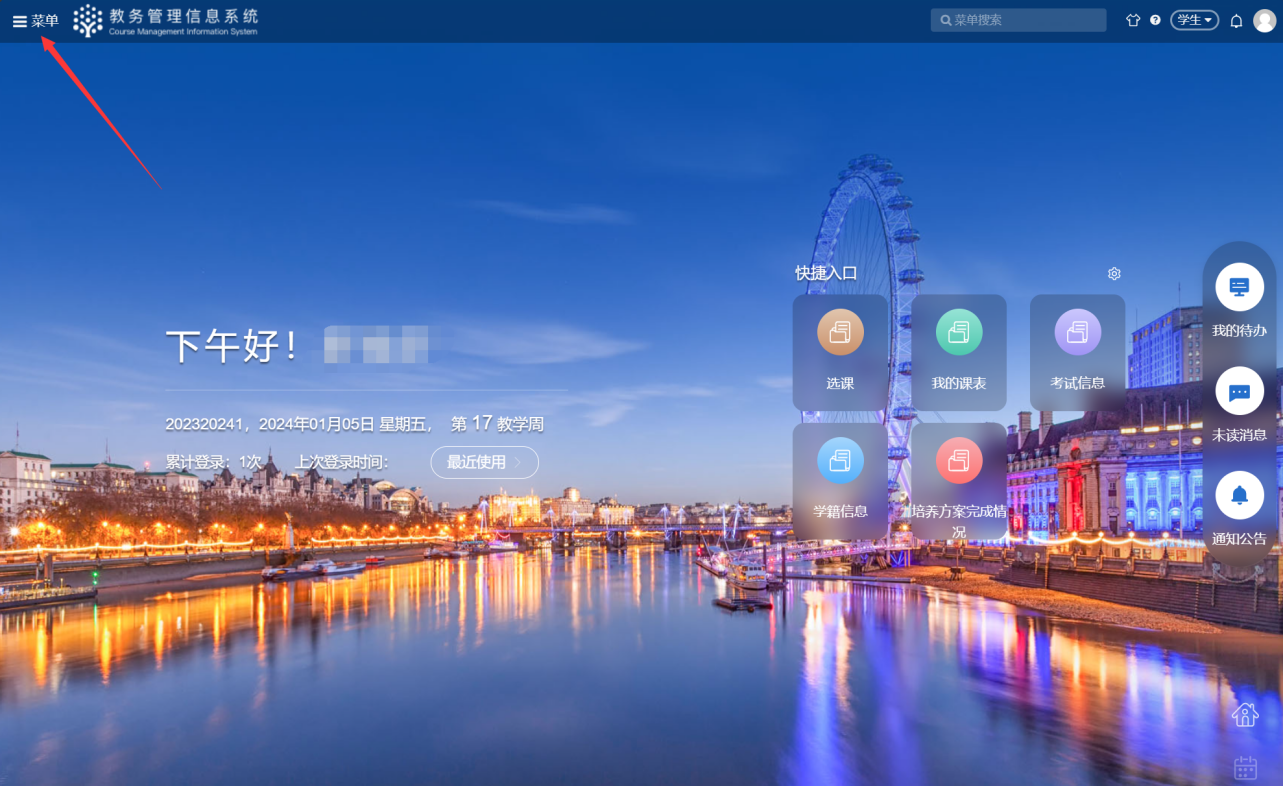 菜单
教务管理信息系统
Course Management Information System
菜单搜索
学生
快捷入口
选课
我的课表
考试信息
学籍信息
培养方案完成情
况
下午好！
202320241，2024年01月05日 星期五， 第 17 教学周
累计登录：1次， 上次登录时间：
最近使用
我的待办
未读消息
通知公告